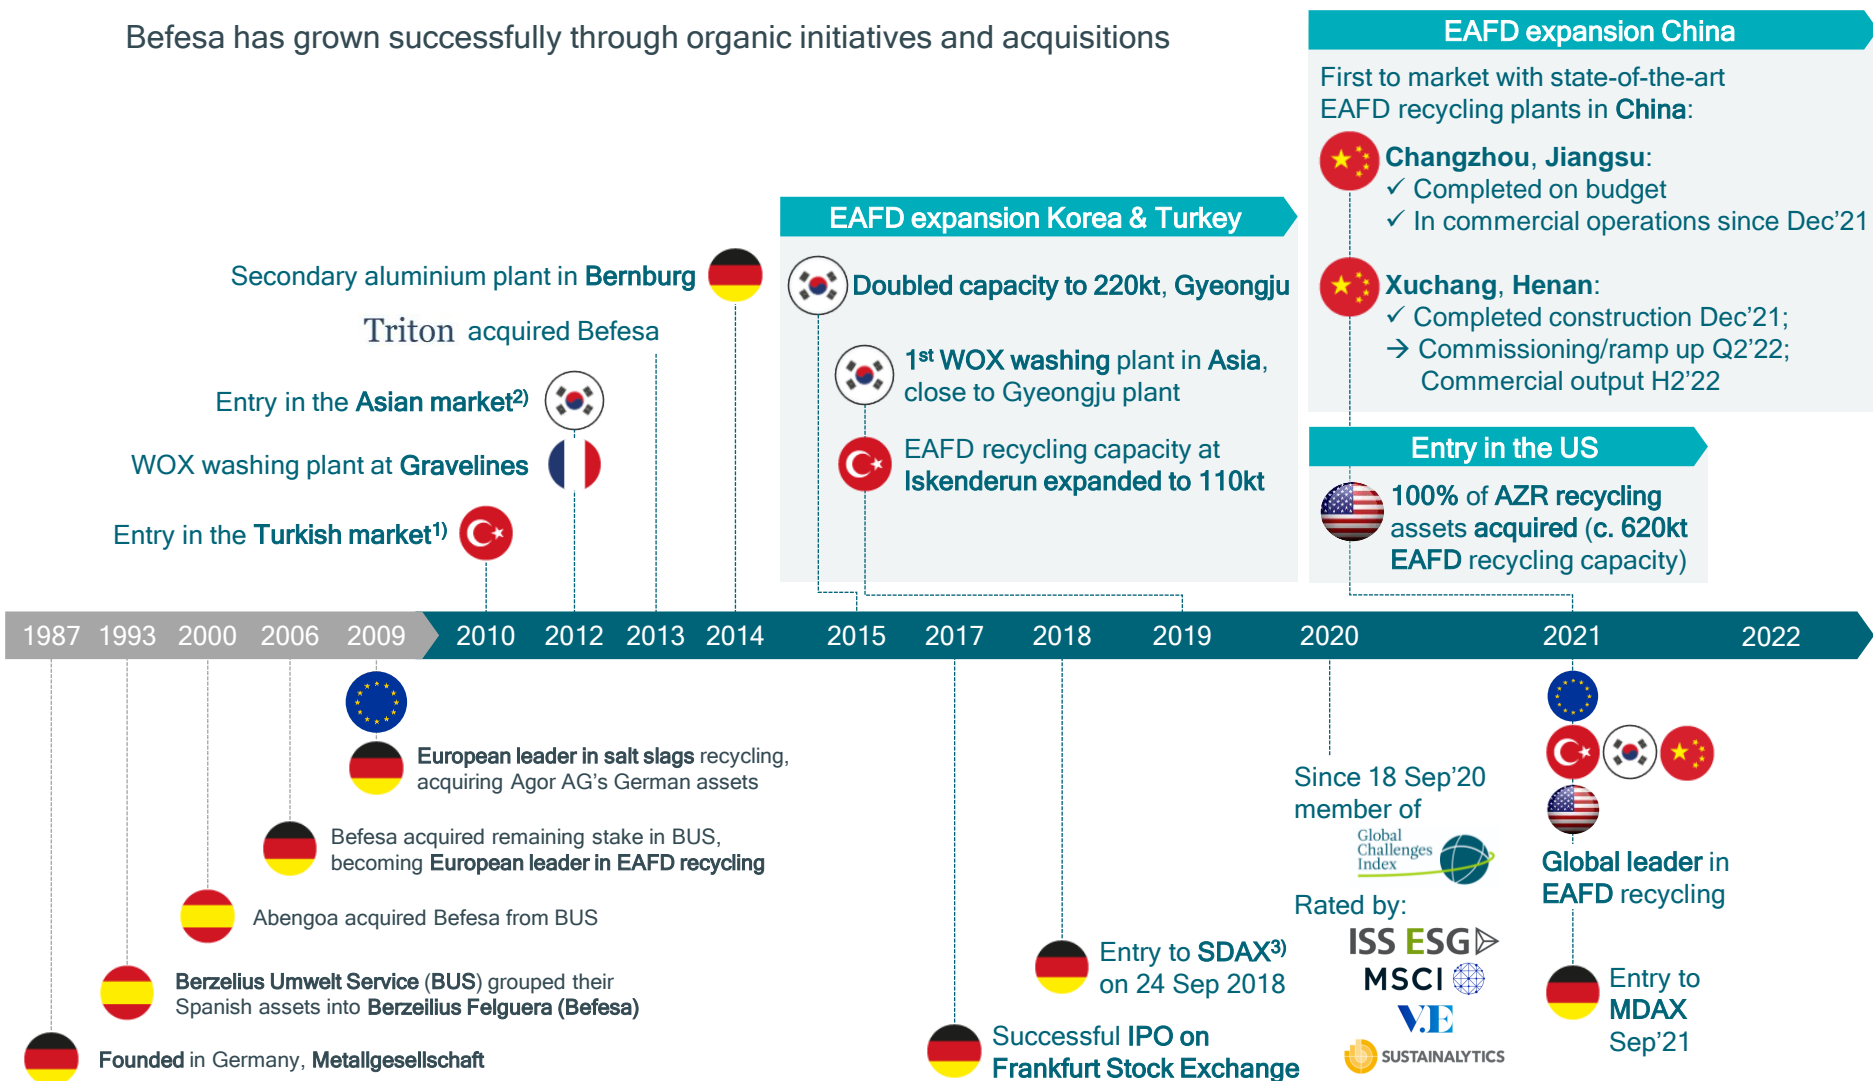 Befesa has grown successfully through organic initiatives and acquisitions
EAFD expansion China
First to market with state-of-the-art
EAFD recycling plants in China:
Changzhou, Jiangsu:
✓ Completed on budget
✓ In commercial operations since Dec’21
Xuchang, Henan:
✓ Completed construction Dec’21;
→ Commissioning/ramp up Q2’22;
Commercial output H2’22
EAFD expansion Korea & Turkey
Doubled capacity to 220kt, Gyeongju
1st WOX washing plant in Asia,
close to Gyeongju plant
EAFD recycling capacity at
Iskenderun expanded to 110kt
Entry in the US
100% of AZR recycling
assets acquired (c. 620kt
EAFD recycling capacity)
Secondary aluminium plant in Bernburg
Triton acquired Befesa
Entry in the Asian market2)
WOX washing plant at Gravelines
Entry in the Turkish market1)
1987 1993 2000 2006 2009 2010 2012 2013 2014 2015 2017 2018 2019 2020 2021 2022
European leader in salt slags recycling,
acquiring Agor AG’s German assets
Befesa acquired remaining stake in BUS,
becoming European leader in EAFD recycling
Abengoa acquired Befesa from BUS
Berzelius Umwelt Service (BUS) grouped their
Spanish assets into Berzeilius Felguera (Befesa)
Founded in Germany, Metallgesellschaft
Successful IPO on
Frankfurt Stock Exchange
Entry to SDAX3)
on 24 Sep 2018
Since 18 Sep’20
member of
Global
Challenges
Index
Rated by:
ISS ESG
MSCI
V.E
SUSTAINALYTICS
Global leader in
EAFD recycling
Entry to
MDAX
Sep’21